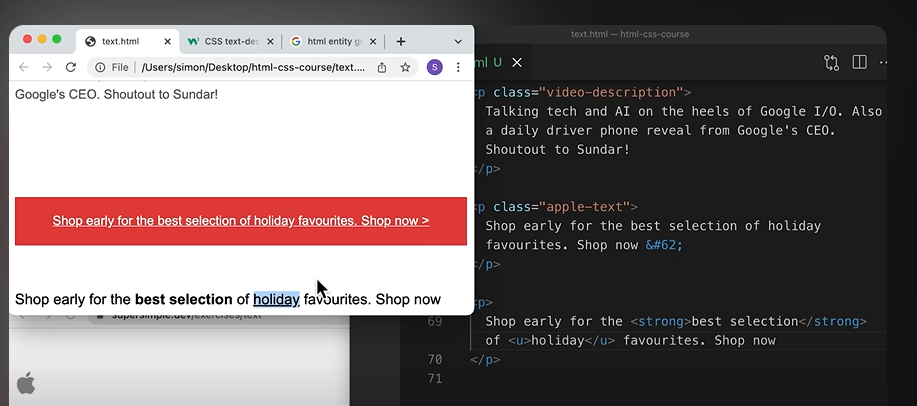 text.html — html-css-course
text.html
CSS text-dec
html entity g
ml U
File
/Users/simon/Desktop/html-css-course/text....
S
Google's CEO. Shoutout to Sundar!
Shop early for the best selection of holiday favourites. Shop now >
Shop early for the best selection of holiday favourites. Shop now
supersimple.dev/exercises/text
<p class="video-description">
Talking tech and AI on the heels of Google I/O. Also
a daily driver phone reveal from Google's CEO.
Shoutout to Sundar!
</p>
<p class="apple-text">
Shop early for the best selection of holiday
favourites. Shop now &#62;
</p>
<p>
69 Shop early for the <strong>best selection</strong>
of <u>holiday</u> favourites. Shop now
70 </p>
71